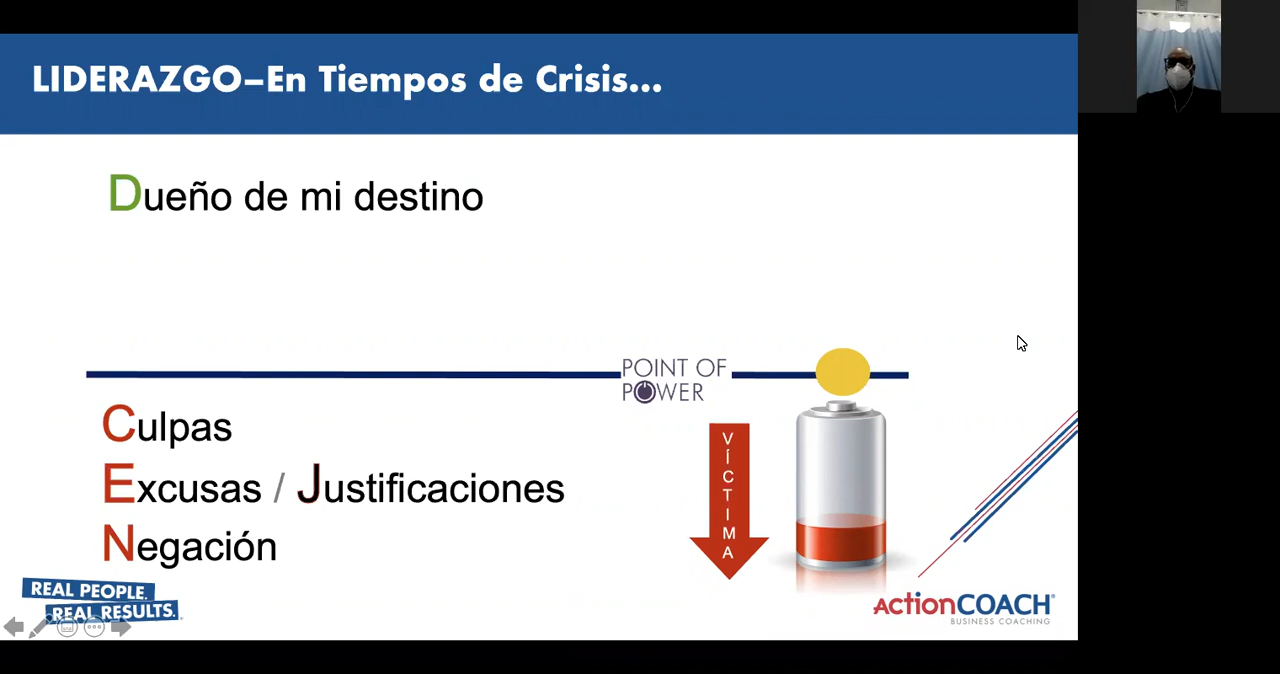 LIDERAZGO–En Tiempos de Crisis...
Dueño de mi destino
POINT OF
POWER
Culpas
Excusas / Justificaciones
Negación
VÍCTIMA
REAL PEOPLE.
REAL RESULTS.
ActionCOACH®
BUSINESS COACHING